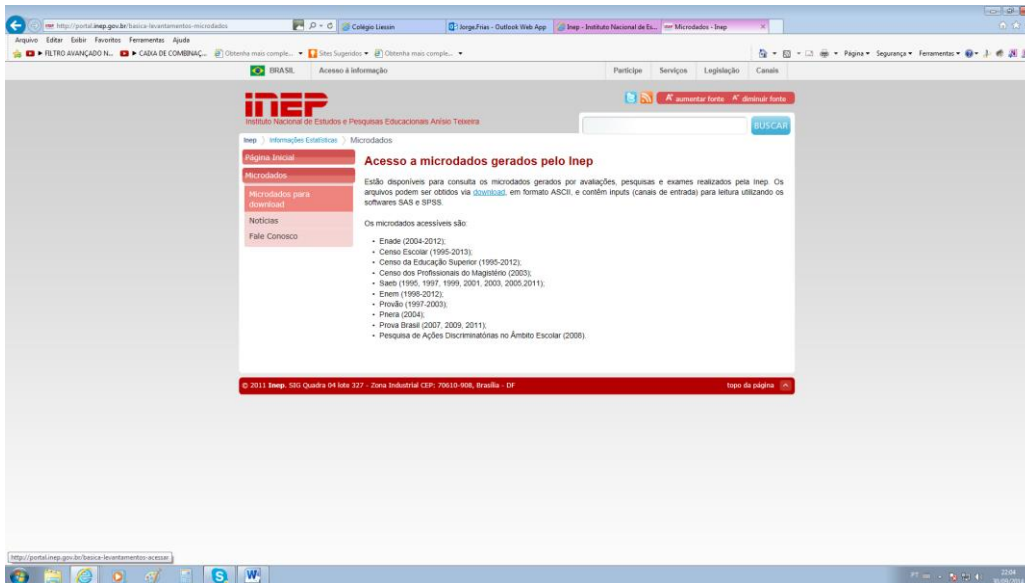 http://portal.inep.gov.br/basica-levantamentos-microdados
Colégio Liessin
Jorge.Frias - Outlook Web App
Inep - Instituto Nacional de Es...
Microdados - Inep
Arquivo Editar Exibir Favoritos Ferramentas Ajuda
FILTRO AVANÇADO N... CAIXA DE COMBINAÇ... Obtenha mais comple... Sites Sugeridos Obtenha mais comple...
Página Segurança Ferramentas
BRASIL Acesso à informação Participe Serviços Legislação Canais
inep
Instituto Nacional de Estudos e Pesquisas Educacionais Anísio Teixeira
A+ aumentar fonte A- diminuir fonte
BUSCAR
Inep Informações Estatísticas Microdados
Página Inicial
Microdados
Microdados para
download
Notícias
Fale Conosco
Acesso a microdados gerados pelo Inep
Estão disponíveis para consulta os microdados gerados por avaliações, pesquisas e exames realizados pela Inep. Os
arquivos podem ser obtidos via download, em formato ASCII, e contêm inputs (canais de entrada) para leitura utilizando os
softwares SAS e SPSS.
Os microdados acessíveis são:
• Enade (2004-2012);
• Censo Escolar (1995-2013);
• Censo da Educação Superior (1995-2012);
• Censo dos Profissionais do Magistério (2003);
• Saeb (1995, 1997, 1999, 2001, 2003, 2005,2011);
• Enem (1998-2012);
• Provão (1997-2003);
• Pnera (2004);
• Prova Brasil (2007, 2009, 2011);
• Pesquisa de Ações Discriminatórias no Âmbito Escolar (2008).
© 2011 Inep. SIG Quadra 04 lote 327 - Zona Industrial CEP: 70610-908, Brasília - DF
topo da página
http://portal.inep.gov.br/basica-levantamentos-acessar
PT
22:04